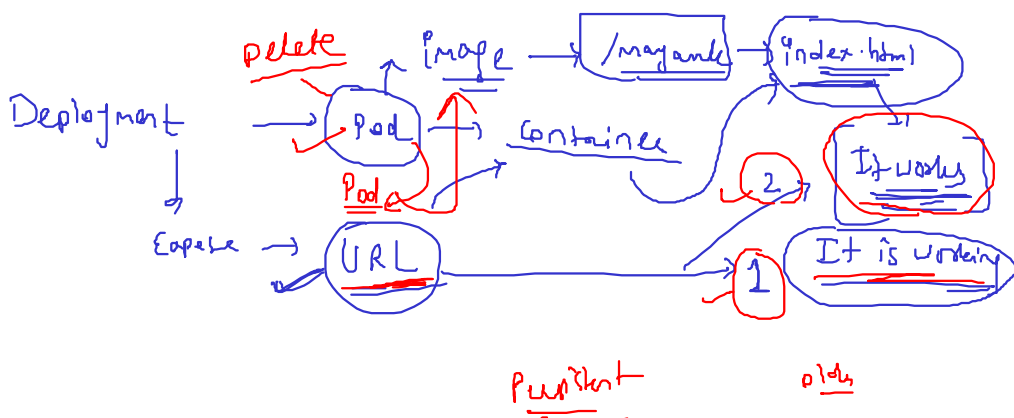 Delete
image
/mayank
index.html
Deployment
Pod
Container
It works
Pod
2
Expose
URL
1
It is working
Persistent